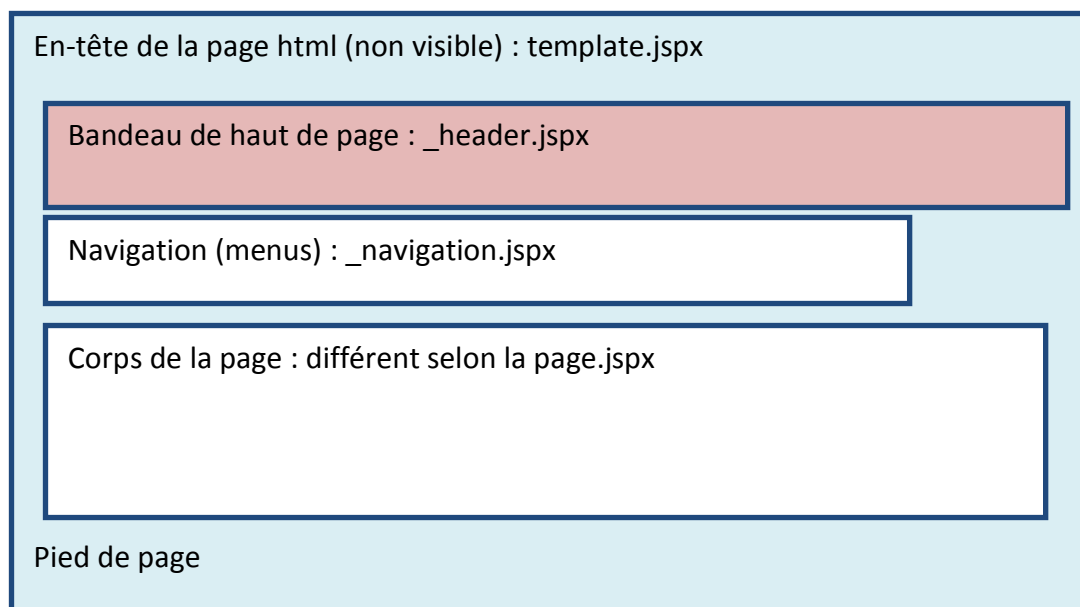 En-tête de la page html (non visible) : template.jspx
Bandeau de haut de page : _header.jspx
Navigation (menus) : _navigation.jspx
Corps de la page : différent selon la page.jspx
Pied de page